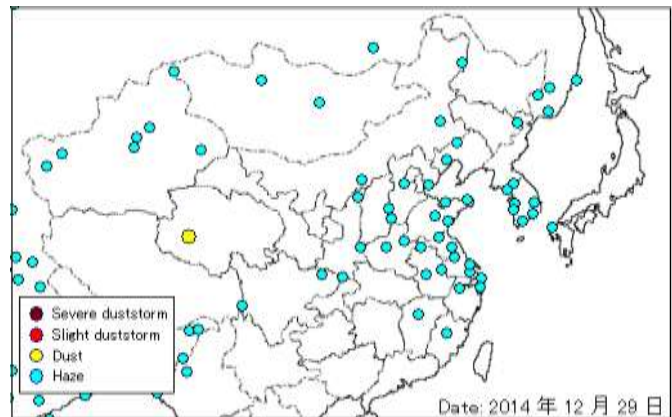 Severe duststorm
Slight duststorm
Dust
Haze
Date: 2014 年 12 月 29 日